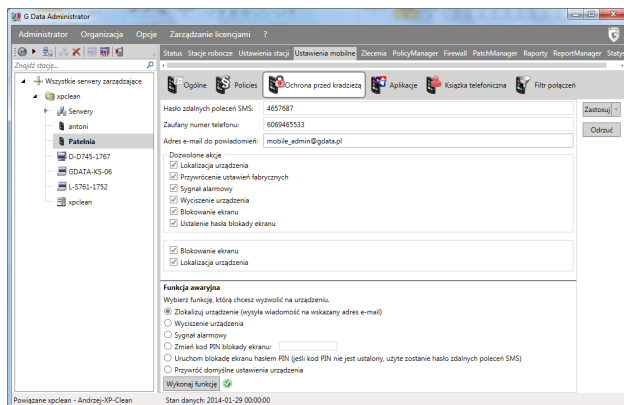 G Data Administrator
Administrator Organizacja Opcje Zarządzanie licencjami ?
Znajdź stację...
Status Stacje robocze Ustawienia stacji Ustawienia mobilne Zlecenia PolicyManager Firewall PatchManager Raporty ReportManager Statys
Wszystkie serwery zarządzające
xpclean
Serwery
antoni
Patelnia
D-D745-1767
GDATA-KS-06
L-S761-1752
xpclean
Ogólne Policies Ochrona przed kradzieżą Aplikacje Książka telefoniczna Filtr połączeń
Hasło zdalnych poleceń SMS: 4657687
Zaufany numer telefonu: 6069465533
Adres e-mail do powiadomień: mobile_admin@gdata.pl
Zastosuj
Odrzuć
Dozwolone akcje
Lokalizacja urządzenia
Przywrócenie ustawień fabrycznych
Sygnał alarmowy
Wyciszenie urządzenia
Blokowanie ekranu
Ustalenie hasła blokady ekranu
Blokowanie ekranu
Lokalizacja urządzenia
Funkcja awaryjna
Wybierz funkcję, którą chcesz wyzwolić na urządzeniu.
Zlokalizuj urządzenie (wysyła wiadomość na wskazany adres e-mail)
Wyciszenie urządzenia
Sygnał alarmowy
Zmień kod PIN blokady ekranu:
Uruchom blokadę ekranu hasłem PIN (jeśli kod PIN nie jest ustalony, użyte zostanie hasło zdalnych poleceń SMS)
Przywróć domyślne ustawienia urządzenia
Wykonaj funkcję
Powiązane xpclean - Andrzej-XP-Clean Stan danych: 2014-01-29 00:00:00